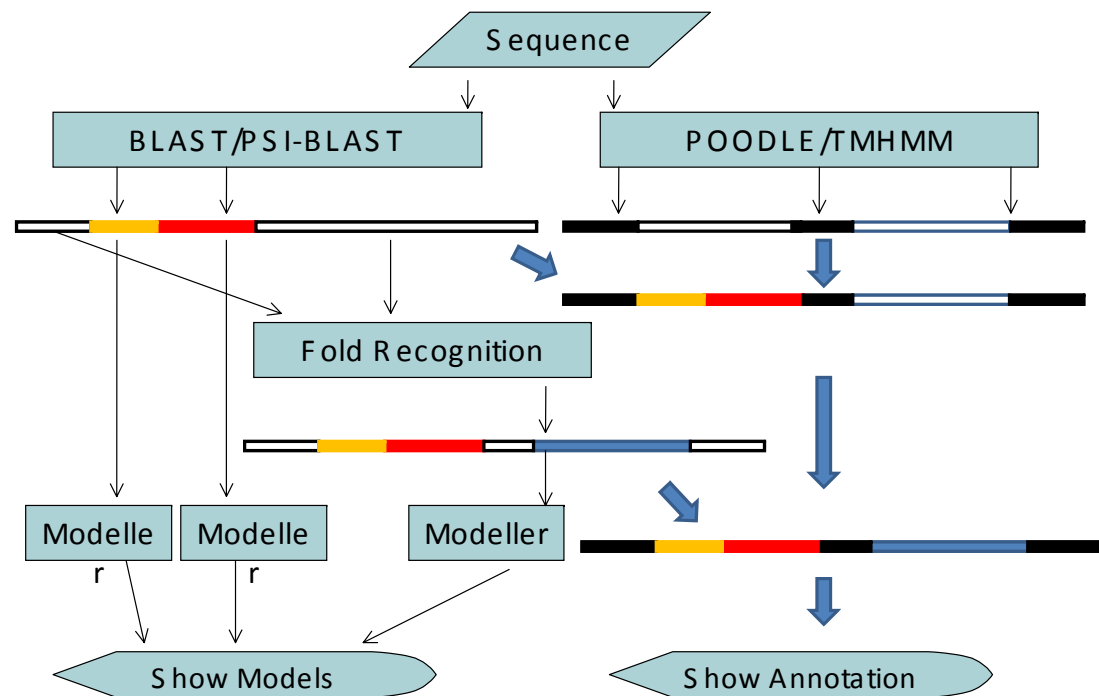 Sequence
BLAST/PSI-BLAST
POODLE/TMHMM
Fold Recognition
Modelle
r
Modelle
r
Modeller
Show Models
Show Annotation